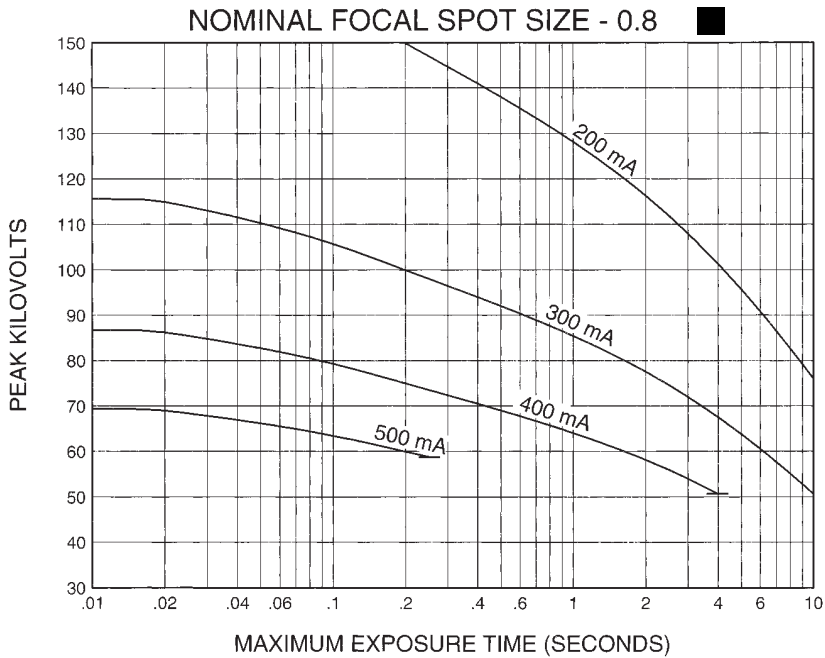 NOMINAL FOCAL SPOT SIZE - 0.8
150
140
130
120
110
100
90
80
70
60
50
40
30
PEAK KILOVOLTS
200 mA
300 mA
400 mA
500 mA
.01 .02 .04 .06 .1 .2 .4 .6 1 2 4 6 10
MAXIMUM EXPOSURE TIME (SECONDS)